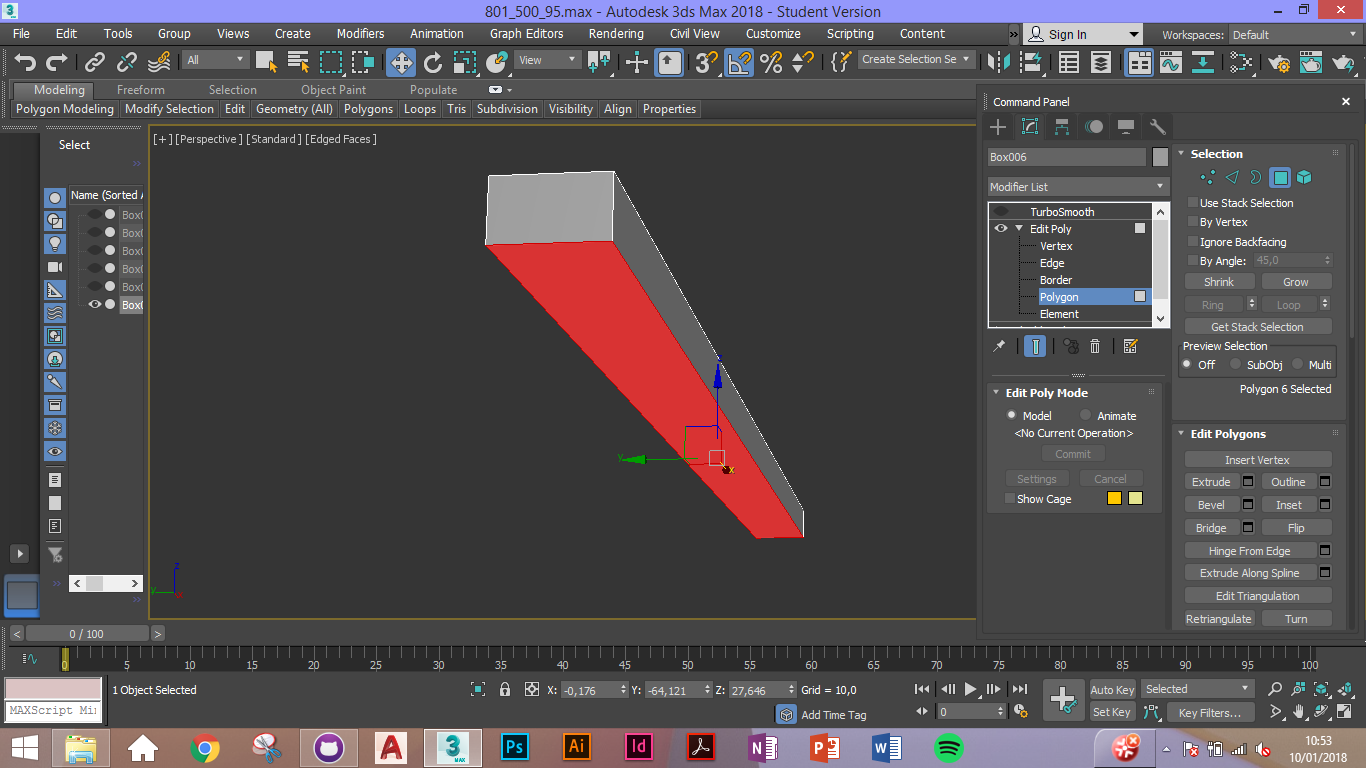 801_500_95.max - Autodesk 3ds Max 2018 - Student Version
File Edit Tools Group Views Create Modifiers Animation Graph Editors Rendering Civil View Customize Scripting Content » Sign In Workspaces: Default
All View Create Selection Se
Modeling Freeform Selection Object Paint Populate
Polygon Modeling Modify Selection Edit Geometry (All) Polygons Loops Tris Subdivision Visibility Align Properties
Select
Name (Sorted A
Box0
Box0
Box0
Box0
Box0
Box0
[+] [Perspective ] [Standard ] [Edged Faces ]
z
y
x
z
y
Command Panel
Box006
Modifier List
TurboSmooth
Edit Poly
Vertex
Edge
Border
Polygon
Element
Edit Poly Mode
Model Animate
<No Current Operation>
Commit
Settings Cancel
Show Cage
Selection
Use Stack Selection
By Vertex
Ignore Backfacing
By Angle: 45,0
Shrink Grow
Ring Loop
Get Stack Selection
Preview Selection
Off SubObj Multi
Polygon 6 Selected
Edit Polygons
Insert Vertex
Extrude Outline
Bevel Inset
Bridge Flip
Hinge From Edge
Extrude Along Spline
Edit Triangulation
Retriangulate Turn
< 0 / 100 >
0 5 10 15 20 25 30 35 40 45 50 55 60 65 70 75 80 85 90 95 100
1 Object Selected X: -0,176 Y: -64,121 Z: 27,646 Grid = 10,0 Auto Key Selected
MAXScript Mi Add Time Tag 0 Set Key Key Filters...
A 3 MAX Ps Ai Id N P W
10:53
10/01/2018